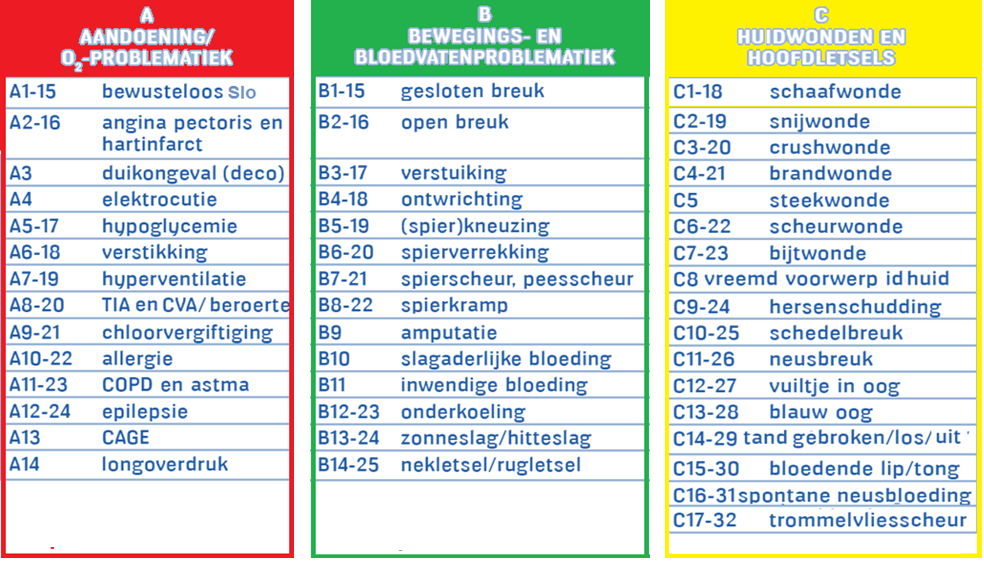 A
AANDOENING/
O₂-PROBLEMATIEK
A1-15 bewusteloos Slo
A2-16 angina pectoris en
hartinfarct
A3 duikongeval (deco)
A4 elektrocutie
A5-17 hypoglycemie
A6-18 verstikking
A7-19 hyperventilatie
A8-20 TIA en CVA/ beroerte
A9-21 chloorvergiftiging
A10-22 allergie
A11-23 COPD en astma
A12-24 epilepsie
A13 CAGE
A14 longoverdruk
B
BEWEGINGS- EN
BLOEDVATENPROBLEMATIEK
B1-15 gesloten breuk
B2-16 open breuk
B3-17 verstuiking
B4-18 ontwrichting
B5-19 (spier)kneuzing
B6-20 spierverrekking
B7-21 spierscheur, peesscheur
B8-22 spierkramp
B9 amputatie
B10 slagaderlijke bloeding
B11 inwendige bloeding
B12-23 onderkoeling
B13-24 zonneslag/hitteslag
B14-25 nekletsel/rugletsel
C
HUIDWONDEN EN
HOOFDLETSELS
C1-18 schaafwonde
C2-19 snijwonde
C3-20 crushwonde
C4-21 brandwonde
C5 steekwonde
C6-22 scheurwonde
C7-23 bijtwonde
C8 vreemd voorwerp id huid
C9-24 hersenschudding
C10-25 schedelbreuk
C11-26 neusbreuk
C12-27 vuiltje in oog
C13-28 blauw oog
C14-29 tand gebroken/los/uit
C15-30 bloedende lip/tong
C16-31 spontane neusbloeding
C17-32 trommelvliesscheur